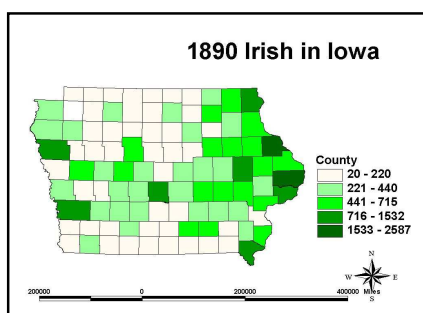 1890 Irish in Iowa
County
20 - 220
221 - 440
441 - 715
716 - 1532
1533 - 2587
N
W E
S
200000 0 200000 400000 Miles